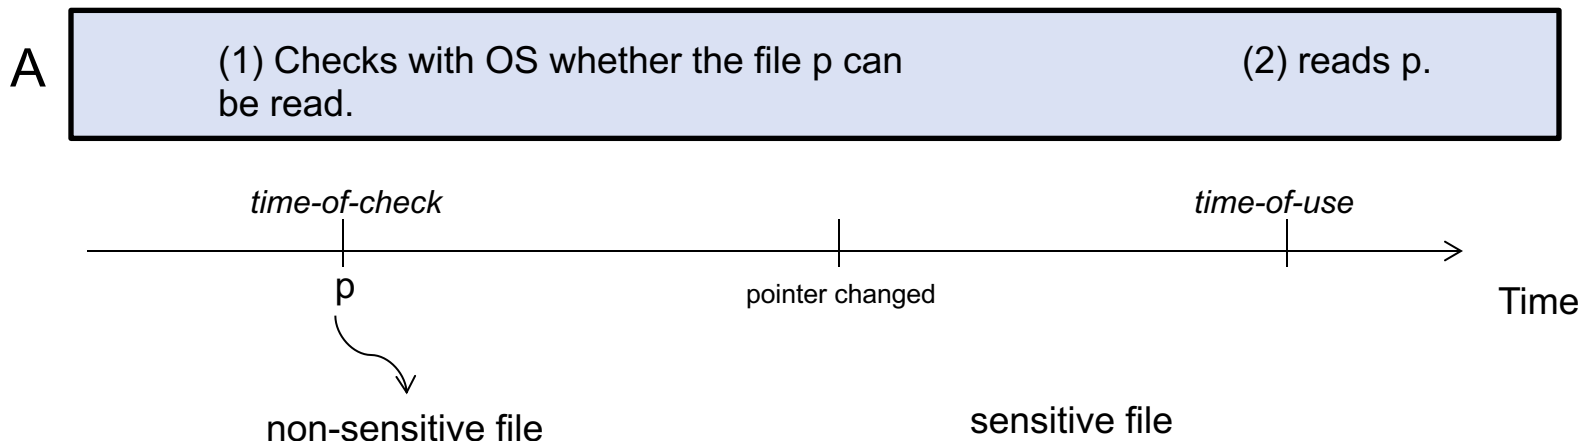 A
(1) Checks with OS whether the file p can
be read.
(2) reads p.
time-of-check
time-of-use
p
pointer changed
Time
non-sensitive file
sensitive file